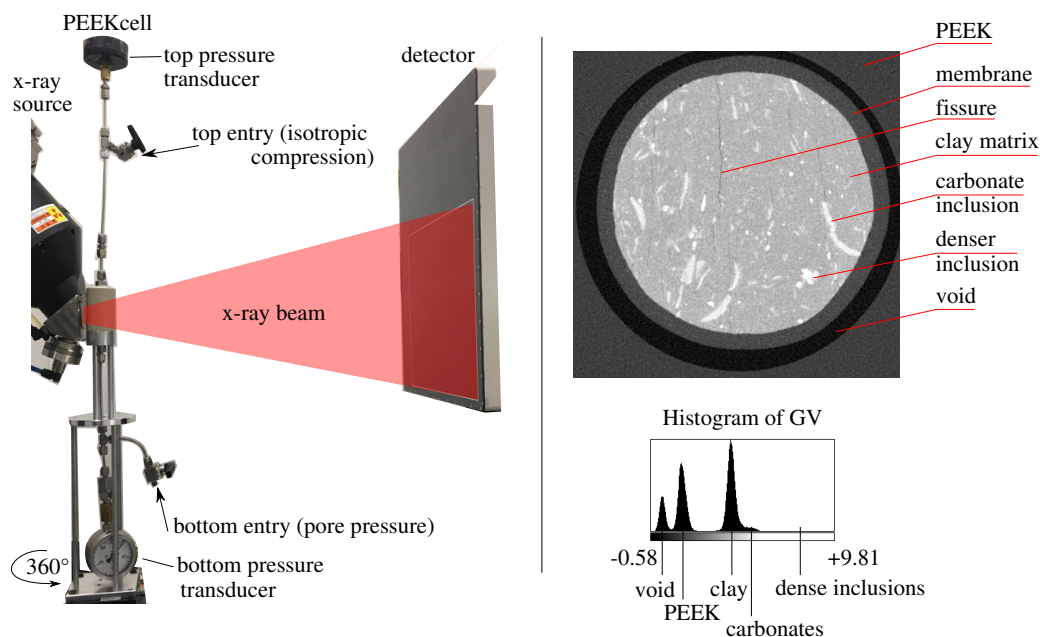 PEEKcell
top pressure
transducer
x-ray
source
detector
top entry (isotropic
compression)
x-ray beam
bottom entry (pore pressure)
360°
bottom pressure
transducer
PEEK
membrane
fissure
clay matrix
carbonate
inclusion
denser
inclusion
void
Histogram of GV
-0.58
+9.81
void
clay
dense inclusions
PEEK
carbonates